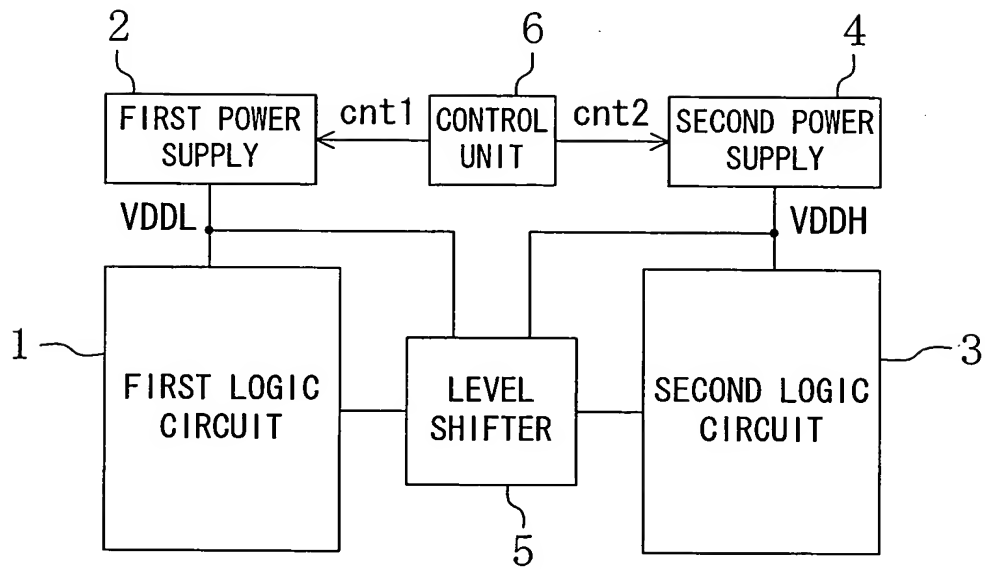 2
6
4
FIRST POWER
SUPPLY
cnt1
CONTROL
UNIT
cnt2
SECOND POWER
SUPPLY
VDDL
VDDH
1
FIRST LOGIC
CIRCUIT
LEVEL
SHIFTER
SECOND LOGIC
CIRCUIT
3
5